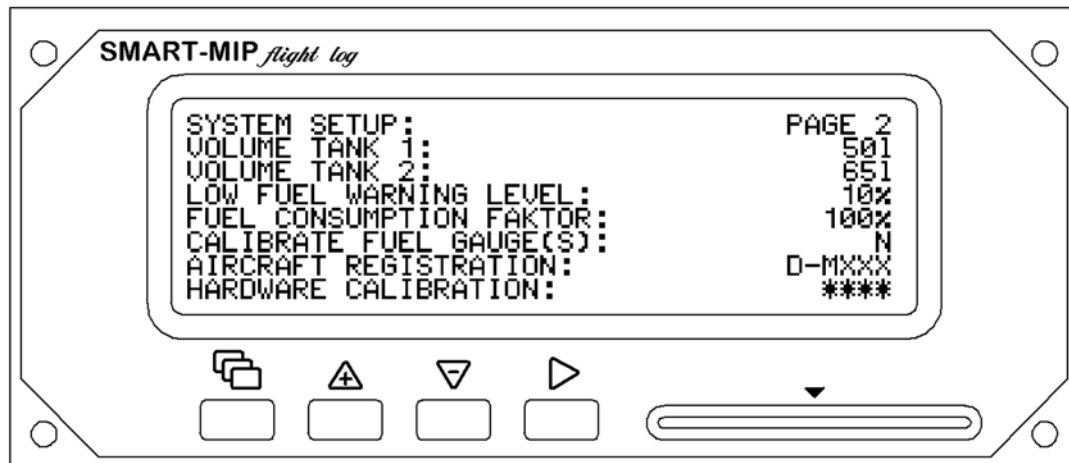 SMART-MIP flight log
SYSTEM SETUP: PAGE 2
VOLUME TANK 1: 50l
VOLUME TANK 2: 65l
LOW FUEL WARNING LEVEL: 10%
FUEL CONSUMPTION FAKTOR: 100%
CALIBRATE FUEL GAUGE(S): N
AIRCRAFT REGISTRATION: D-MXXX
HARDWARE CALIBRATION: ****